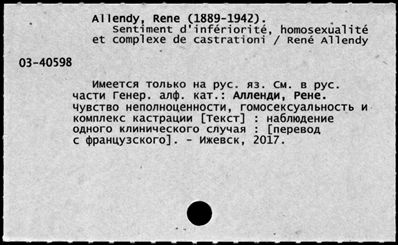 Allendy, Rene (1889-1942).
Sentiment d'infériorité, homosexualité
et complexe de castrationi / René Allendy
03-40598
Имеется только на рус. яз. См. в рус.
части Генер. алф. кат.: Алленди, Рене.
Чувство неполноценности, гомосексуальность и
комплекс кастрации [Текст] : наблюдение
одного клинического случая : [перевод
с французского]. - Ижевск, 2017.